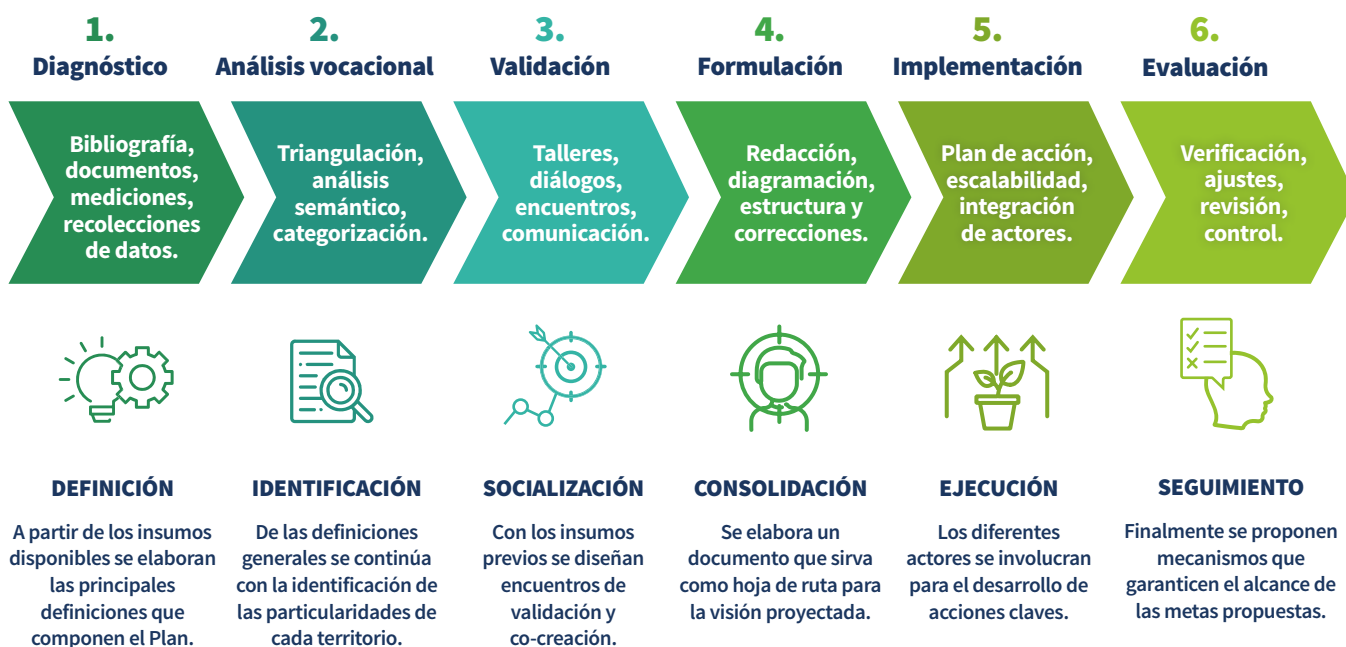 1.
Diagnóstico
Bibliografía,
documentos,
mediciones,
recolecciones
de datos.
DEFINICIÓN
A partir de los insumos
disponibles se elaboran
las principales
definiciones que
componen el Plan.
2.
Análisis vocacional
Triangulación,
análisis
semántico,
categorización.
IDENTIFICACIÓN
De las definiciones
generales se continúa
con la identificación de
las particularidades de
cada territorio.
3.
Validación
Talleres,
diálogos,
encuentros,
comunicación.
SOCIALIZACIÓN
Con los insumos
previos se diseñan
encuentros de
validación y
co-creación.
4.
Formulación
Redacción,
diagramación,
estructura y
correcciones.
CONSOLIDACIÓN
Se elabora un
documento que sirva
como hoja de ruta para
la visión proyectada.
5.
Implementación
Plan de acción,
escalabilidad,
integración
de actores.
EJECUCIÓN
Los diferentes
actores se involucran
para el desarrollo de
acciones claves.
6.
Evaluación
Verificación,
ajustes,
revisión,
control.
SEGUIMIENTO
Finalmente se proponen
mecanismos que
garanticen el alcance de
las metas propuestas.